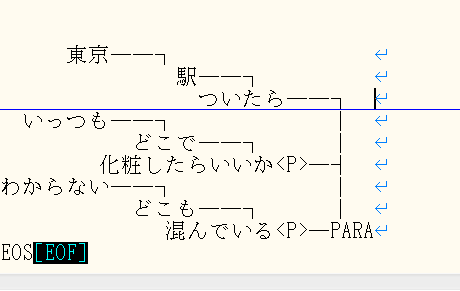 東京──┐
駅──┐
ついたら──┐
いっつも──┐ │
どこで──┐ │
化粧したらいいか<P>─┤
わからない──┐ │
どこも──┐ │
混んでいる<P>─PARA
EOS[EOF]